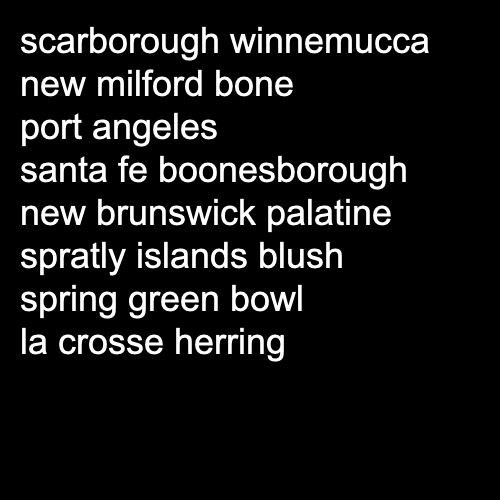 scarborough winnemucca
new milford bone
port angeles
santa fe boonesborough
new brunswick palatine
spratly islands blush
spring green bowl
la crosse herring